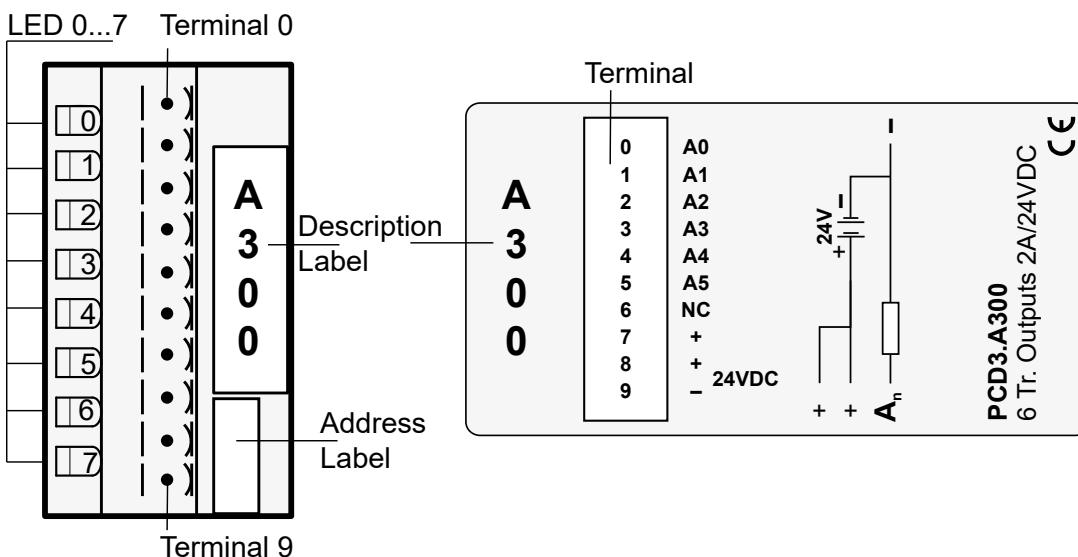 LED 0...7
Terminal 0
0
1
2
3
4
5
6
7
A
3
0
0
Description
Label
Address
Label
Terminal 9
Terminal
A
3
0
0
0 A0
1 A1
2 A2
3 A3
4 A4
5 A5
6 NC
7 +
8 +
24VDC
9 –
–
–
24V
+
+ + An
PCD3.A300
6 Tr. Outputs 2A/24VDC
CE